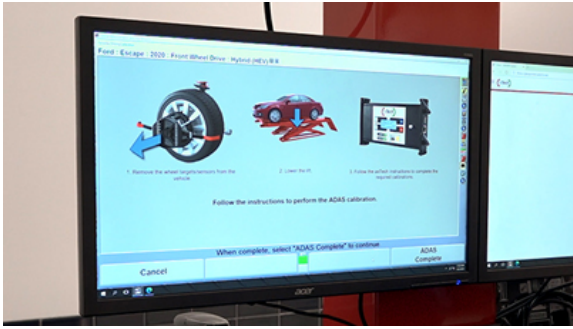 Ford : Escape : 2020 : Front Wheel Drive : Hybrid (HEV)
1. Remove the wheel targets/sensors from the
vehicle.
2. Lower the lift.
3. Follow the adtlast instructions to complete the
required calibrations.
Follow the instructions to perform the ADAS calibration.
When complete, select "ADAS Complete" to continue
Cancel
ADAS
Complete
acer